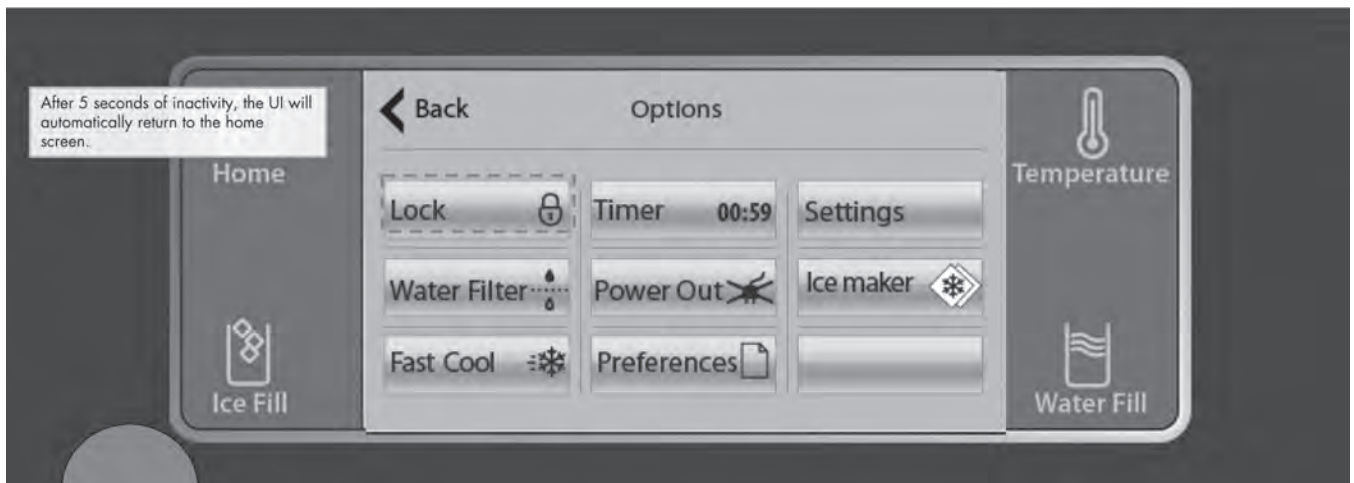 After 5 seconds of inactivity, the UI will
automatically return to the home
screen.
Home
Ice Fill
Back
Options
Lock
Timer 00:59
Settings
Water Filter
Power Out
Ice maker
Fast Cool
Preferences
Temperature
Water Fill